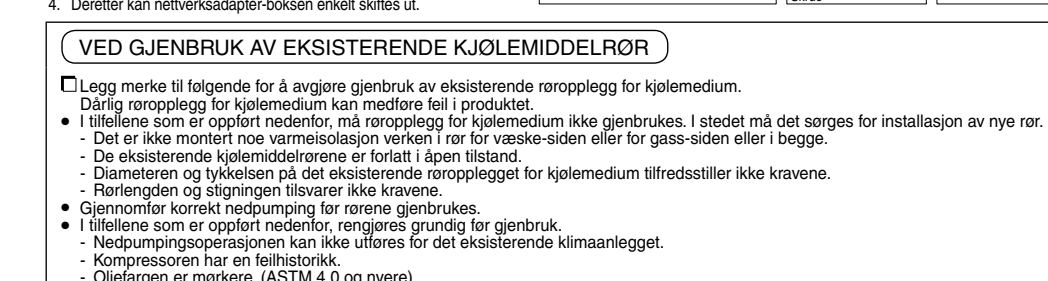 4. Deretter kan nettverksadapter-boksen enkelt skiftes ut.
Skrue
VED GJENBRUK AV EKSISTERENDE KJØLEMIDDELRØR
Legg merke til følgende for å avgjøre gjenbruk av eksisterende røropplegg for kjølemedium.
Dårlig røropplegg for kjølemedium kan medføre feil i produktet.
● I tilfellene som er oppført nedenfor, må røropplegg for kjølemedium ikke gjenbrukes. I stedet må det sørges for installasjon av nye rør.
- Det er ikke montert noe varmeisolasjon verken i rør for væske-siden eller for gass-siden eller i begge.
- De eksisterende kjølemiddelrørene er forlatt i åpen tilstand.
- Diameteren og tykkelsen på det eksisterende røropplegget for kjølemedium tilfredsstiller ikke kravene.
- Rørlengden og stigningen tilsvarer ikke kravene.
● Gjennomfør korrekt nedpumping før rørene gjenbrukes.
● I tilfellene som er oppført nedenfor, rengjøres grundig før gjenbruk.
- Nedpumpingsoperasjonen kan ikke utføres for det eksisterende klimaanlegget.
- Kompressoren har en feilhistorikk.
- Oljefargen er mørkere. (ASTM 4.0 og nyere)